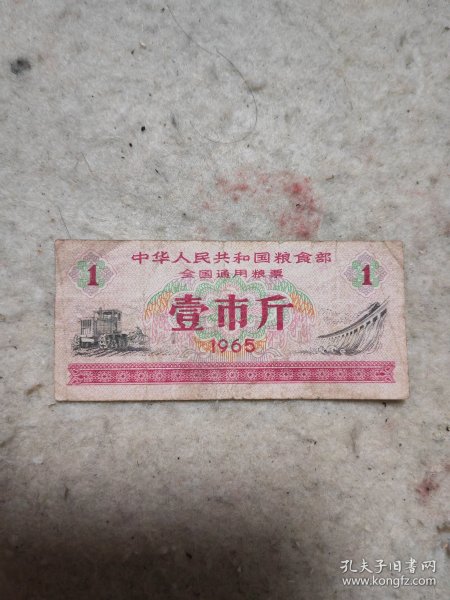 中华人民共和国粮食部
全国通用粮票
1
1
壹市斤
1965
孔夫子旧书网
www.kongfz.com